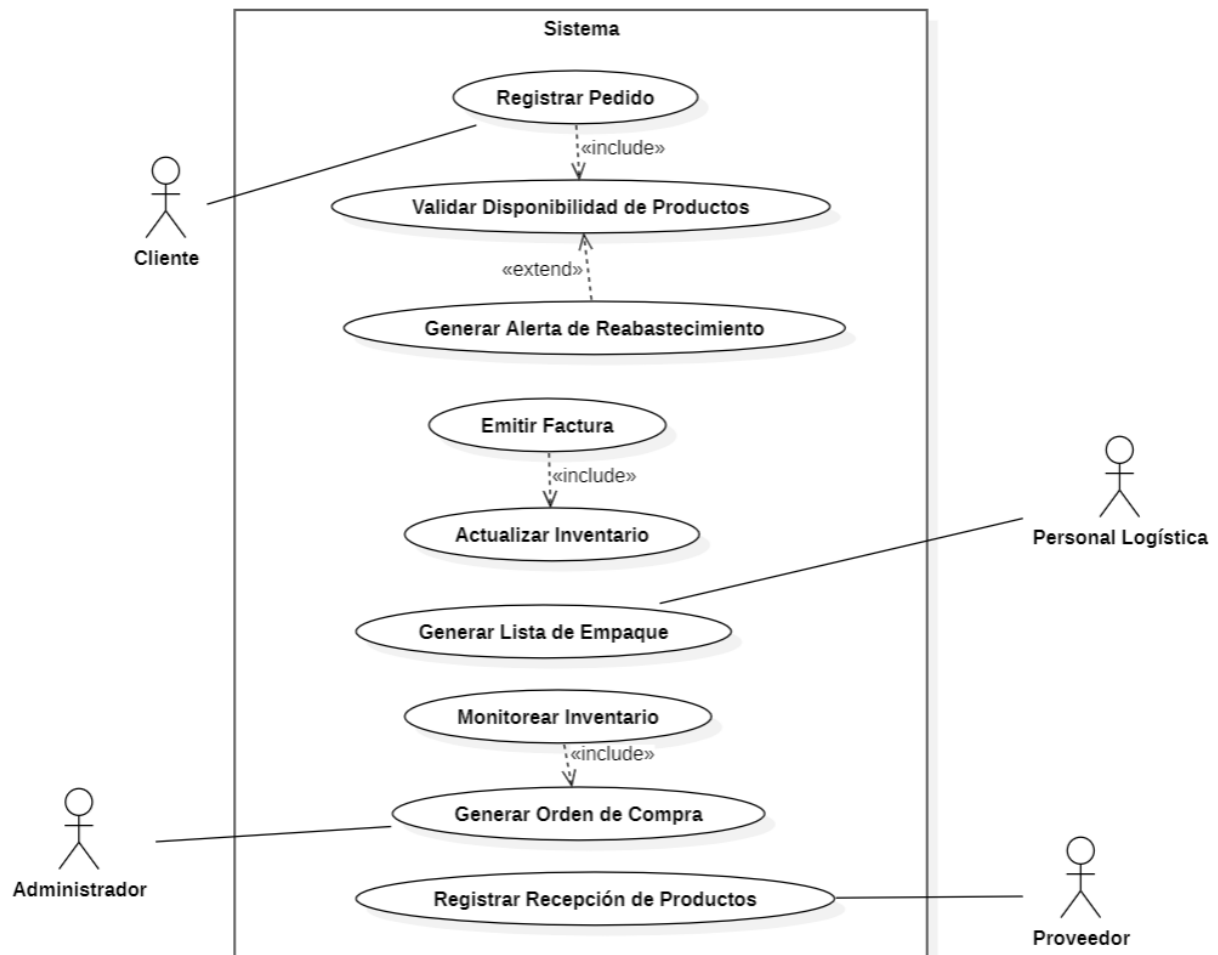 Sistema
Registrar Pedido
«include»
Validar Disponibilidad de Productos
Cliente
«extend»
Generar Alerta de Reabastecimiento
Emitir Factura
«include»
Actualizar Inventario
Personal Logística
Generar Lista de Empaque
Monitorear Inventario
«include»
Generar Orden de Compra
Administrador
Registrar Recepción de Productos
Proveedor